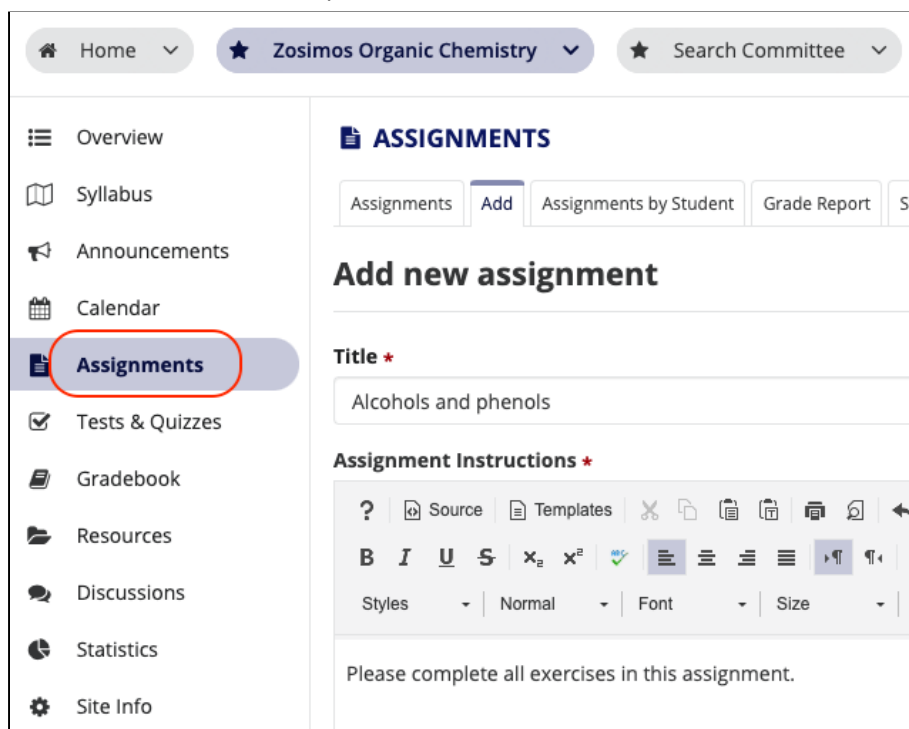 Home
Zosimos Organic Chemistry
Search Committee
Overview
Syllabus
Announcements
Calendar
Assignments
Tests & Quizzes
Gradebook
Resources
Discussions
Statistics
Site Info
ASSIGNMENTS
Assignments Add Assignments by Student Grade Report S
Add new assignment
Title *
Alcohols and phenols
Assignment Instructions *
? Source Templates
B I U S x₂ x²
Styles Normal Font Size
Please complete all exercises in this assignment.